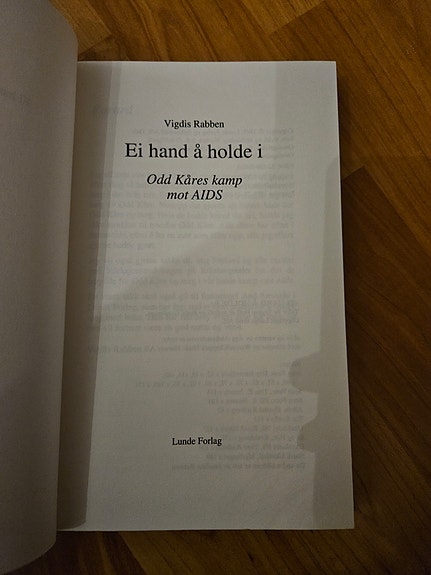 Vigdis Rabben
Ei hand å holde i
Odd Kåres kamp
mot AIDS
Lunde Forlag